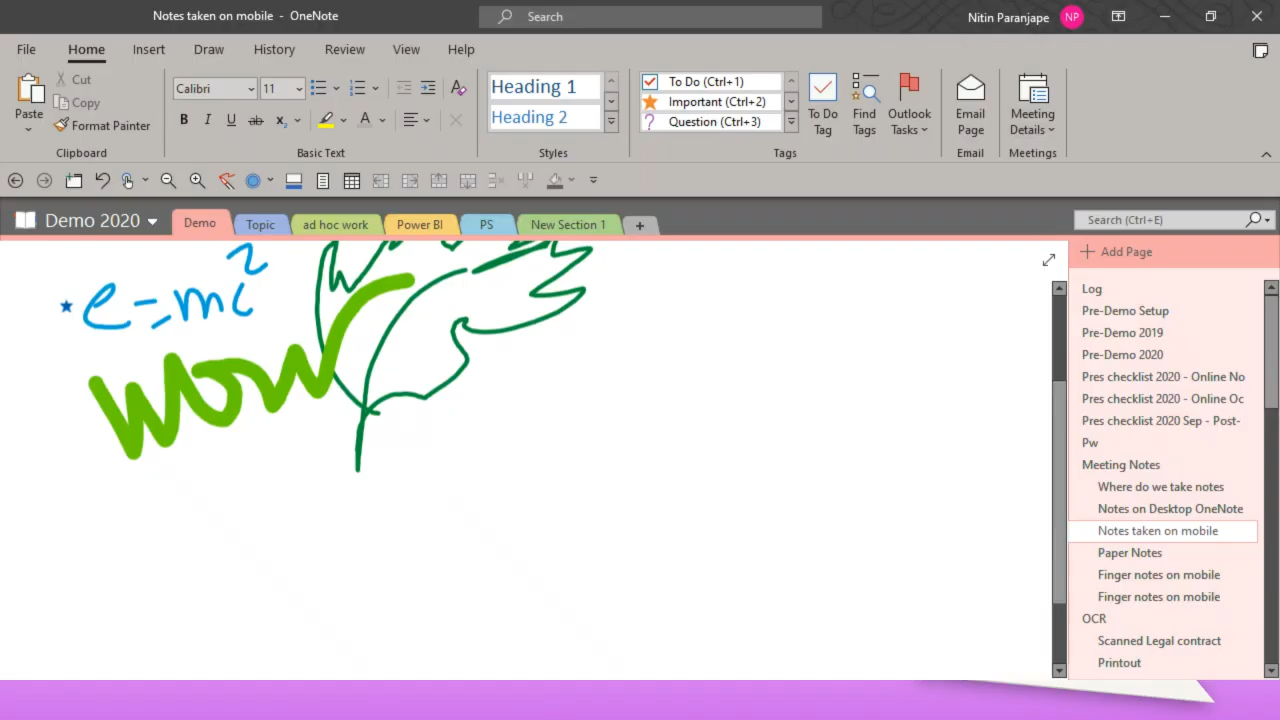 Notes taken on mobile - OneNote
Search
Nitin Paranjape NP
File Home Insert Draw History Review View Help
Paste
Cut
Copy
Format Painter
Clipboard
Calibri 11
B I U ab x₂ A
Basic Text
Heading 1
Heading 2
Styles
To Do (Ctrl+1)
Important (Ctrl+2)
Question (Ctrl+3)
To Do Tag
Find Tags
Outlook Tasks
Tags
Email Page
Email
Meeting Details
Meetings
Demo 2020
Demo Topic ad hoc work Power BI PS New Section 1 +
Search (Ctrl+E)
e=mc²
wow
Add Page
Log
Pre-Demo Setup
Pre-Demo 2019
Pre-Demo 2020
Pres checklist 2020 - Online No
Pres checklist 2020 - Online Oc
Pres checklist 2020 Sep - Post-
Pw
Meeting Notes
Where do we take notes
Notes on Desktop OneNote
Notes taken on mobile
Paper Notes
Finger notes on mobile
Finger notes on mobile
OCR
Scanned Legal contract
Printout